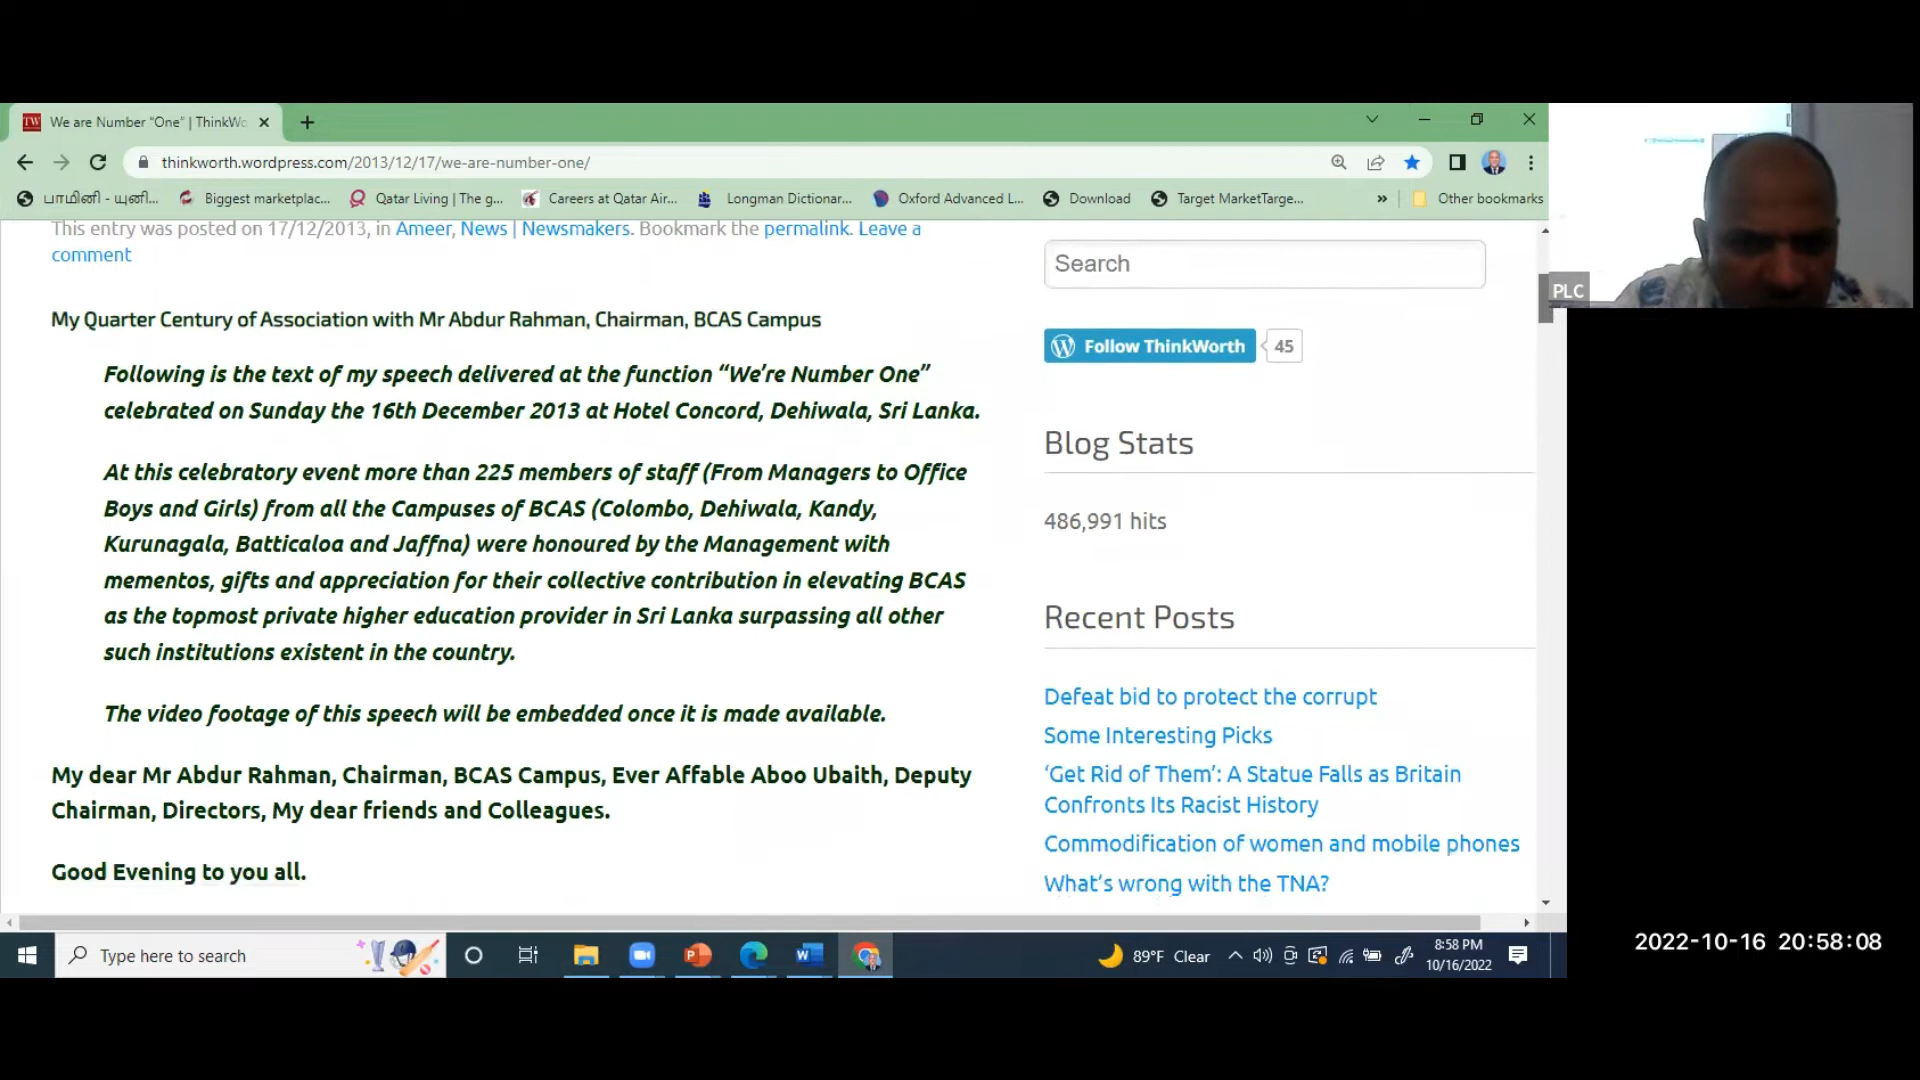 We are Number “One” | ThinkWo
thinkworth.wordpress.com/2013/12/17/we-are-number-one/
பாமினி - யுனி...
Biggest marketplac...
Qatar Living | The g...
Careers at Qatar Air...
Longman Dictionar...
Oxford Advanced L...
Download
Target MarketTarge...
»
Other bookmarks
This entry was posted on 17/12/2013, in Ameer, News | Newsmakers. Bookmark the permalink. Leave a
comment
My Quarter Century of Association with Mr Abdur Rahman, Chairman, BCAS Campus
Following is the text of my speech delivered at the function “We’re Number One”
celebrated on Sunday the 16th December 2013 at Hotel Concord, Dehiwala, Sri Lanka.
At this celebratory event more than 225 members of staff (From Managers to Office
Boys and Girls) from all the Campuses of BCAS (Colombo, Dehiwala, Kandy,
Kurunagala, Batticaloa and Jaffna) were honoured by the Management with
mementos, gifts and appreciation for their collective contribution in elevating BCAS
as the topmost private higher education provider in Sri Lanka surpassing all other
such institutions existent in the country.
The video footage of this speech will be embedded once it is made available.
My dear Mr Abdur Rahman, Chairman, BCAS Campus, Ever Affable Aboo Ubaith, Deputy
Chairman, Directors, My dear friends and Colleagues.
Good Evening to you all.
Search
Follow ThinkWorth
45
Blog Stats
486,991 hits
Recent Posts
Defeat bid to protect the corrupt
Some Interesting Picks
‘Get Rid of Them’: A Statue Falls as Britain
Confronts Its Racist History
Commodification of women and mobile phones
What’s wrong with the TNA?
PLC
Type here to search
89°F Clear
8:58 PM
10/16/2022
2022-10-16 20:58:08